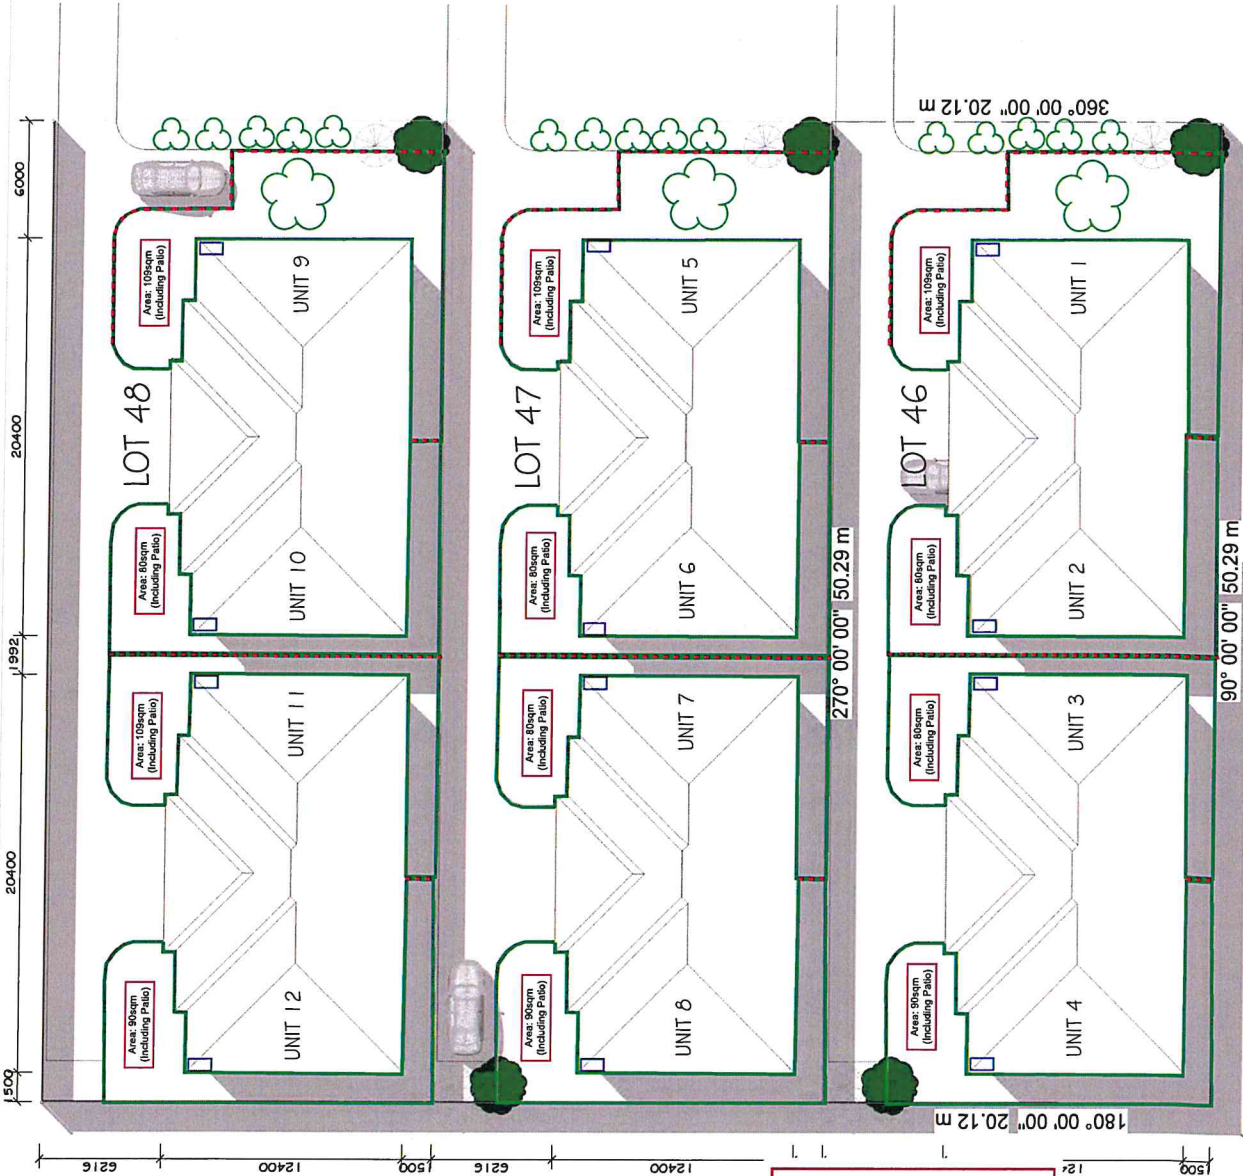 6000
20400
1992
20400
1500
LOT 48
Area: 109sqm
(Including Patio)
UNIT 9
Area: 80sqm
(Including Patio)
UNIT 10
Area: 109sqm
(Including Patio)
UNIT 11
Area: 90sqm
(Including Patio)
UNIT 12
LOT 47
Area: 109sqm
(Including Patio)
UNIT 5
Area: 80sqm
(Including Patio)
UNIT 6
Area: 80sqm
(Including Patio)
UNIT 7
Area: 90sqm
(Including Patio)
UNIT 8
270° 00' 00" 50.29 m
LOT 46
Area: 109sqm
(Including Patio)
UNIT 1
Area: 80sqm
(Including Patio)
UNIT 2
Area: 80sqm
(Including Patio)
UNIT 3
Area: 90sqm
(Including Patio)
UNIT 4
90° 00' 00" 50.29 m
360° 00' 00" 20.12 m
180° 00' 00" 20.12 m
6216
12400
1500
6216
12400